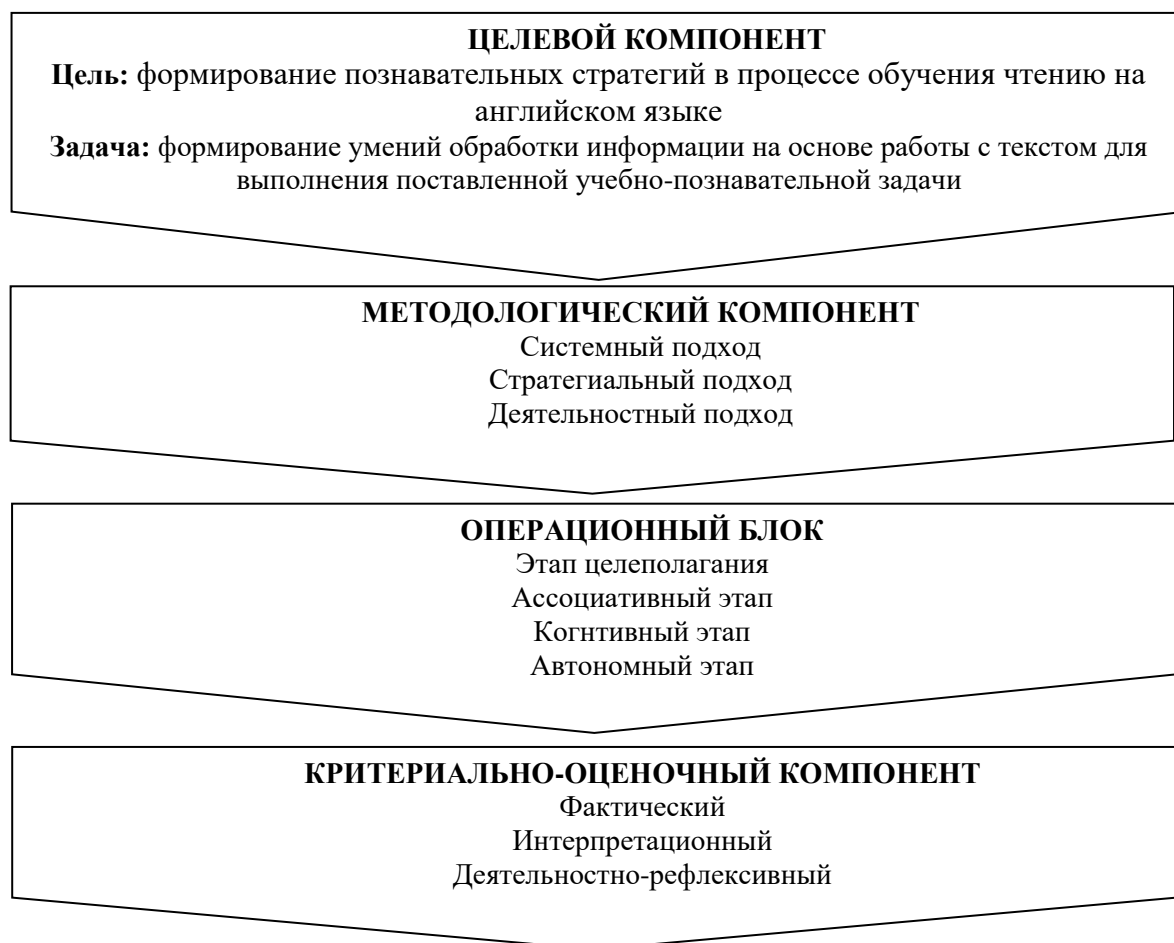 ЦЕЛЕВОЙ КОМПОНЕНТ
Цель: формирование познавательных стратегий в процессе обучения чтению на
английском языке
Задача: формирование умений обработки информации на основе работы с текстом для
выполнения поставленной учебно-познавательной задачи
МЕТОДОЛОГИЧЕСКИЙ КОМПОНЕНТ
Системный подход
Стратегиальный подход
Деятельностный подход
ОПЕРАЦИОННЫЙ БЛОК
Этап целеполагания
Ассоциативный этап
Когнтивный этап
Автономный этап
КРИТЕРИАЛЬНО-ОЦЕНОЧНЫЙ КОМПОНЕНТ
Фактический
Интерпретационный
Деятельностно-рефлексивный